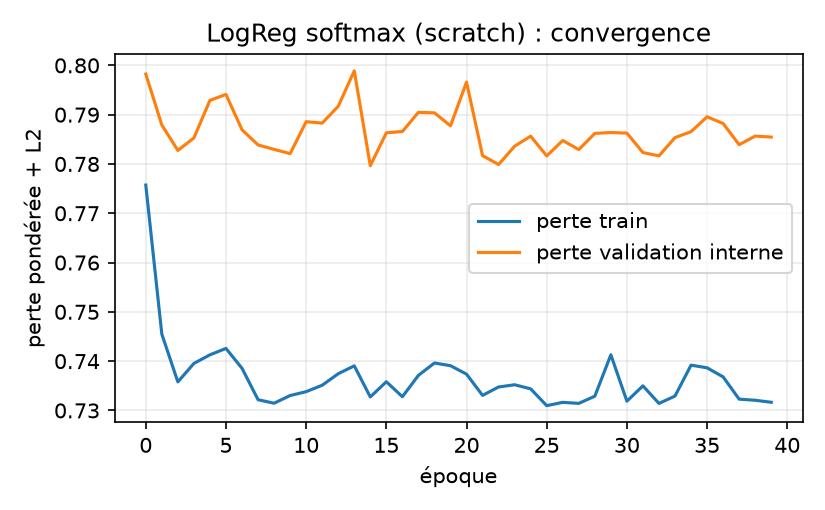 LogReg softmax (scratch) : convergence
perte pondérée + L2
0.80
0.79
0.78
0.77
0.76
0.75
0.74
0.73
perte train
perte validation interne
0 5 10 15 20 25 30 35 40
époque